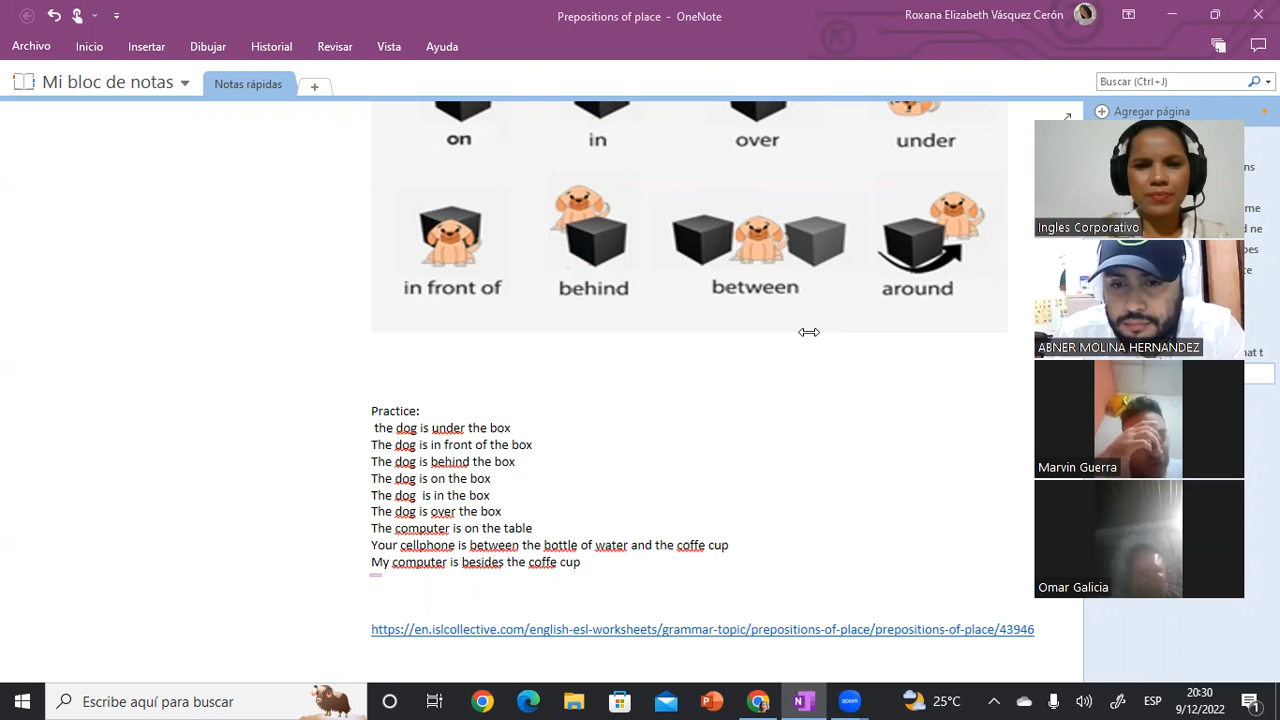 Prepositions of place - OneNote
Roxana Elizabeth Vásquez Cerón
Archivo Inicio Insertar Dibujar Historial Revisar Vista Ayuda
Mi bloc de notas Notas rápidas
Buscar (Ctrl+J)
Agregar página
on in over under
in front of behind between around
Ingles Corporativo
ABNER MOLINA HERNANDEZ
Marvin Guerra
Omar Galicia
Practice:
the dog is under the box
The dog is in front of the box
The dog is behind the box
The dog is on the box
The dog is in the box
The dog is over the box
The computer is on the table
Your cellphone is between the bottle of water and the coffe cup
My computer is besides the coffe cup
https://en.islcollective.com/english-esl-worksheets/grammar-topic/prepositions-of-place/prepositions-of-place/43946
Escribe aquí para buscar
25°C
ESP
20:30
9/12/2022